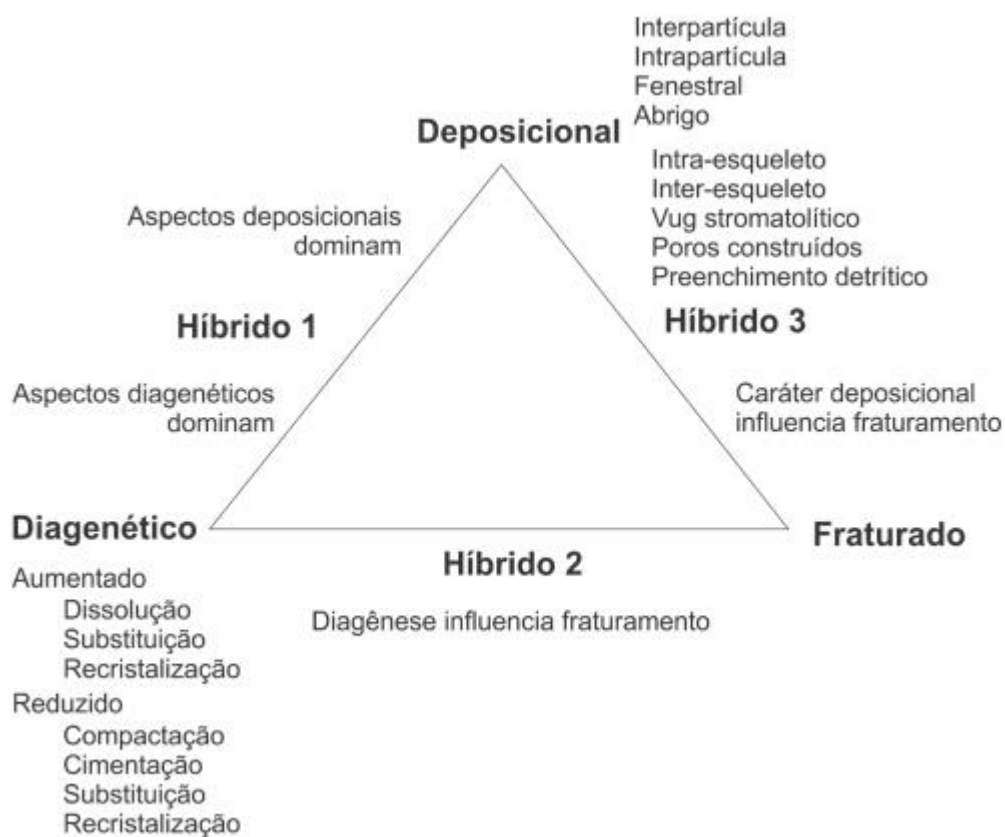 Interpartícula
Intrapartícula
Fenestral
Abrigo
Deposicional
Intra-esqueleto
Inter-esqueleto
Vug stromatolítico
Poros construídos
Preenchimento detrítico
Aspectos deposicionais
dominam
Híbrido 1
Híbrido 3
Aspectos diagenéticos
dominam
Caráter deposicional
influencia fraturamento
Diagenético
Fraturado
Híbrido 2
Diagênese influencia fraturamento
Aumentado
Dissolução
Substituição
Recristalização
Reduzido
Compactação
Cimentação
Substituição
Recristalização